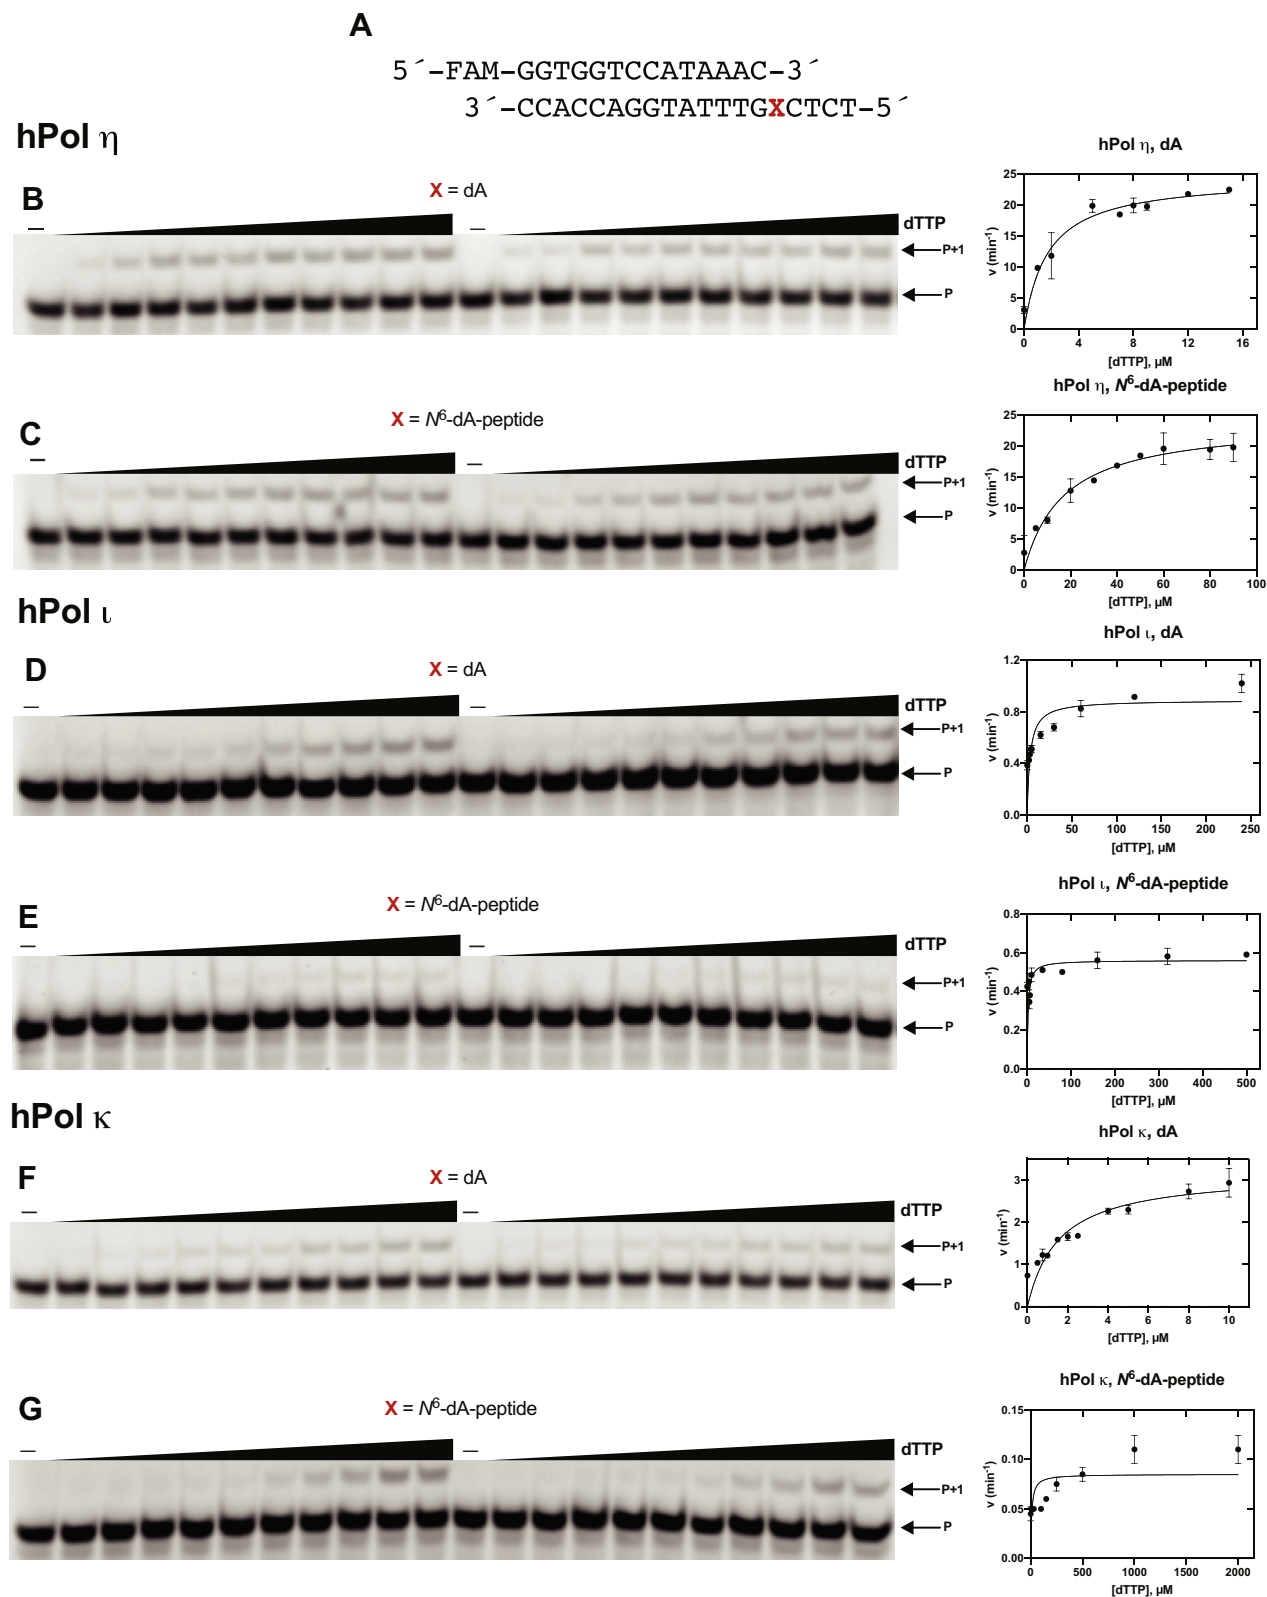 A
5´-FAM-GGTGGTCCATAAAC-3´
3´-CCACCAGGTATTTGXCTCT-5´
hPol η
B
X = dA
– – dTTP
P+1
P
hPol η, dA
v (min⁻¹)
25
20
15
10
5
0
0 4 8 12 16
[dTTP], µM
C
X = N⁶-dA-peptide
– – dTTP
P+1
P
hPol η, N⁶-dA-peptide
v (min⁻¹)
25
20
15
10
5
0
0 20 40 60 80 100
[dTTP], µM
hPol ι
D
X = dA
– – dTTP
P+1
P
hPol ι, dA
v (min⁻¹)
1.2
0.8
0.4
0.0
0 50 100 150 200 250
[dTTP], µM
E
X = N⁶-dA-peptide
– – dTTP
P+1
P
hPol ι, N⁶-dA-peptide
v (min⁻¹)
0.8
0.6
0.4
0.2
0.0
0 100 200 300 400 500
[dTTP], µM
hPol κ
F
X = dA
– – dTTP
P+1
P
hPol κ, dA
v (min⁻¹)
3
2
1
0
0 2 4 6 8 10
[dTTP], µM
G
X = N⁶-dA-peptide
– – dTTP
P+1
P
hPol κ, N⁶-dA-peptide
v (min⁻¹)
0.15
0.10
0.05
0.00
0 500 1000 1500 2000
[dTTP], µM